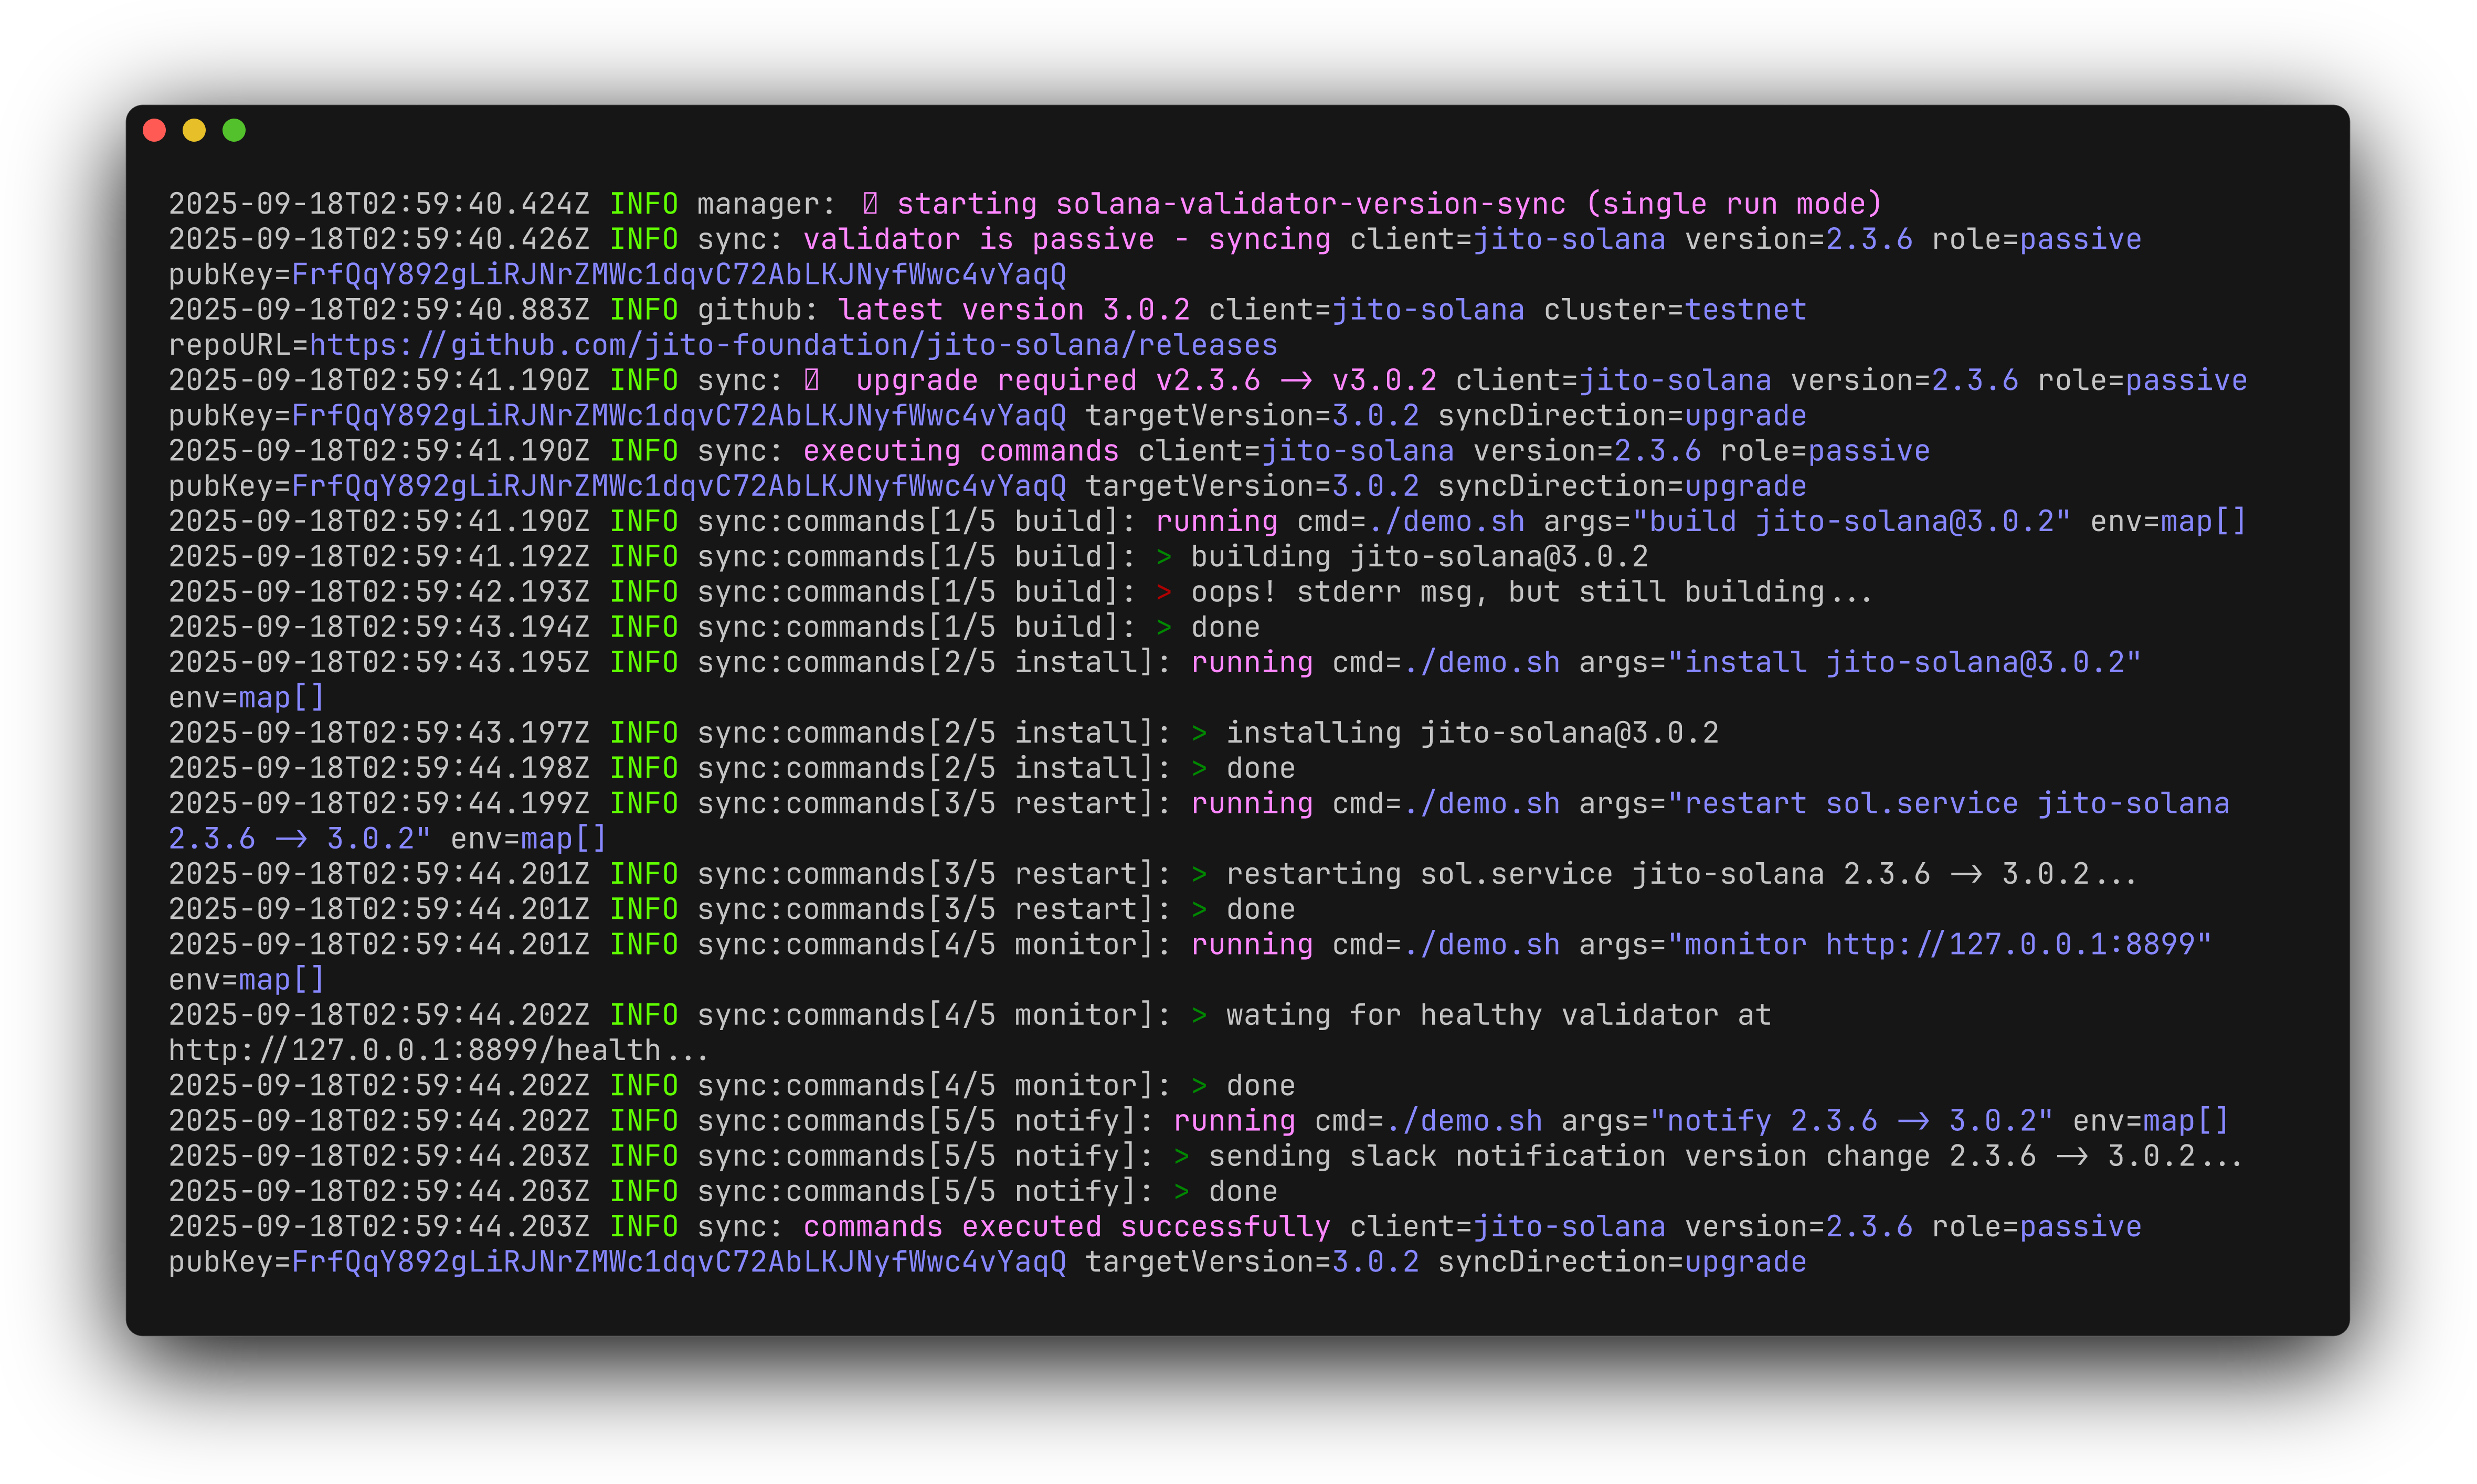 2025-09-18T02:59:40.424Z INFO manager: starting solana-validator-version-sync (single run mode)
2025-09-18T02:59:40.426Z INFO sync: validator is passive - syncing client=jito-solana version=2.3.6 role=passive
pubKey=FrfQqY892gLiRJNrZMWc1dqvC72AbLKJNyfWwc4vYaqQ
2025-09-18T02:59:40.883Z INFO github: latest version 3.0.2 client=jito-solana cluster=testnet
repoURL=https://github.com/jito-foundation/jito-solana/releases
2025-09-18T02:59:41.190Z INFO sync: upgrade required v2.3.6 -> v3.0.2 client=jito-solana version=2.3.6 role=passive
pubKey=FrfQqY892gLiRJNrZMWc1dqvC72AbLKJNyfWwc4vYaqQ targetVersion=3.0.2 syncDirection=upgrade
2025-09-18T02:59:41.190Z INFO sync: executing commands client=jito-solana version=2.3.6 role=passive
pubKey=FrfQqY892gLiRJNrZMWc1dqvC72AbLKJNyfWwc4vYaqQ targetVersion=3.0.2 syncDirection=upgrade
2025-09-18T02:59:41.190Z INFO sync:commands[1/5 build]: running cmd=./demo.sh args="build jito-solana@3.0.2" env=map[]
2025-09-18T02:59:41.192Z INFO sync:commands[1/5 build]: > building jito-solana@3.0.2
2025-09-18T02:59:42.193Z INFO sync:commands[1/5 build]: > oops! stderr msg, but still building...
2025-09-18T02:59:43.194Z INFO sync:commands[1/5 build]: > done
2025-09-18T02:59:43.195Z INFO sync:commands[2/5 install]: running cmd=./demo.sh args="install jito-solana@3.0.2"
env=map[]
2025-09-18T02:59:43.197Z INFO sync:commands[2/5 install]: > installing jito-solana@3.0.2
2025-09-18T02:59:44.198Z INFO sync:commands[2/5 install]: > done
2025-09-18T02:59:44.199Z INFO sync:commands[3/5 restart]: running cmd=./demo.sh args="restart sol.service jito-solana
2.3.6 -> 3.0.2" env=map[]
2025-09-18T02:59:44.201Z INFO sync:commands[3/5 restart]: > restarting sol.service jito-solana 2.3.6 -> 3.0.2...
2025-09-18T02:59:44.201Z INFO sync:commands[3/5 restart]: > done
2025-09-18T02:59:44.201Z INFO sync:commands[4/5 monitor]: running cmd=./demo.sh args="monitor http://127.0.0.1:8899"
env=map[]
2025-09-18T02:59:44.202Z INFO sync:commands[4/5 monitor]: > wating for healthy validator at
http://127.0.0.1:8899/health...
2025-09-18T02:59:44.202Z INFO sync:commands[4/5 monitor]: > done
2025-09-18T02:59:44.202Z INFO sync:commands[5/5 notify]: running cmd=./demo.sh args="notify 2.3.6 -> 3.0.2" env=map[]
2025-09-18T02:59:44.203Z INFO sync:commands[5/5 notify]: > sending slack notification version change 2.3.6 -> 3.0.2...
2025-09-18T02:59:44.203Z INFO sync:commands[5/5 notify]: > done
2025-09-18T02:59:44.203Z INFO sync: commands executed successfully client=jito-solana version=2.3.6 role=passive
pubKey=FrfQqY892gLiRJNrZMWc1dqvC72AbLKJNyfWwc4vYaqQ targetVersion=3.0.2 syncDirection=upgrade